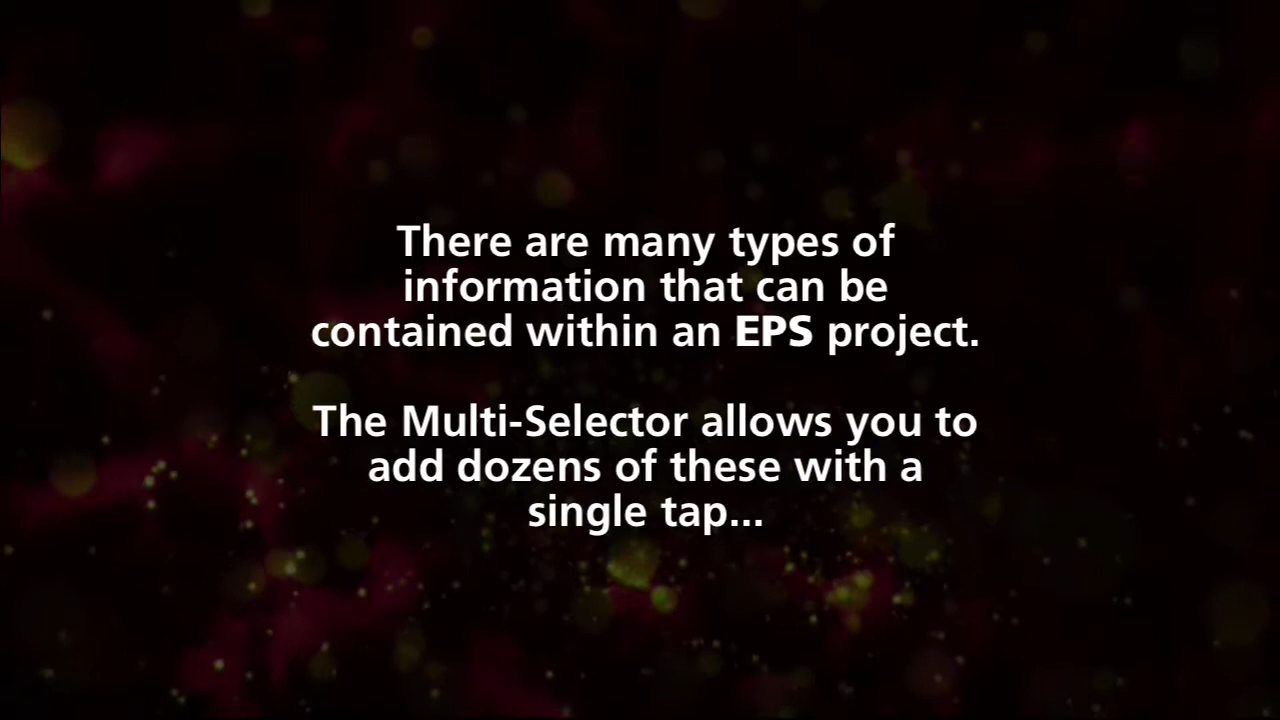 There are many types of
information that can be
contained within an EPS project.
The Multi-Selector allows you to
add dozens of these with a
single tap...